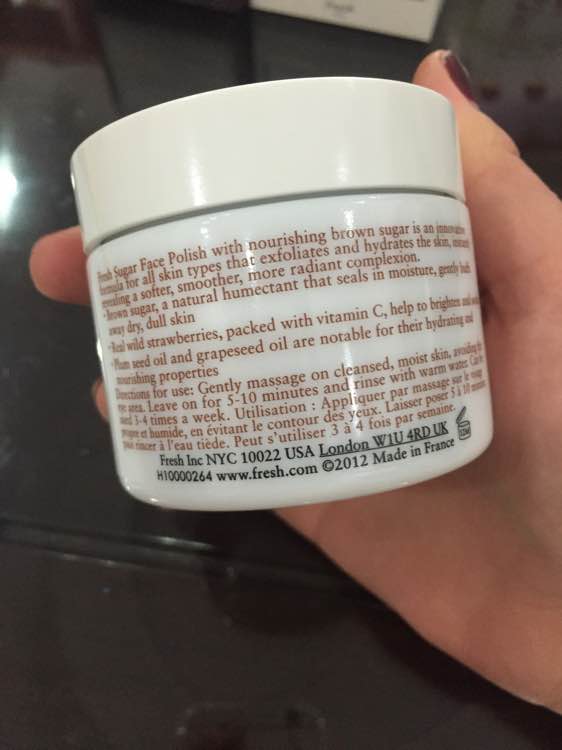 Fresh Sugar Face Polish with nourishing brown sugar is an innovative
formula for all skin types that exfoliates and hydrates the skin, instantly
revealing a softer, smoother, more radiant complexion.
•Brown sugar, a natural humectant that seals in moisture, gently buffs
away dry, dull skin
•Real wild strawberries, packed with vitamin C, help to brighten and
•Plum seed oil and grapeseed oil are notable for their hydrating and
nourishing properties
Directions for use: Gently massage on cleansed, moist skin, avoiding the
eye area. Leave on for 5-10 minutes and rinse with warm water. Can be
used 3-4 times a week. Utilisation : Appliquer par massage sur le visage
propre et humide, en évitant le contour des yeux. Laisser poser 5 à 10 minutes
puis rincer à l'eau tiède. Peut s'utiliser 3 à 4 fois par semaine.
Fresh Inc NYC 10022 USA London W1U 4RD UK
H10000264 www.fresh.com ©2012 Made in France